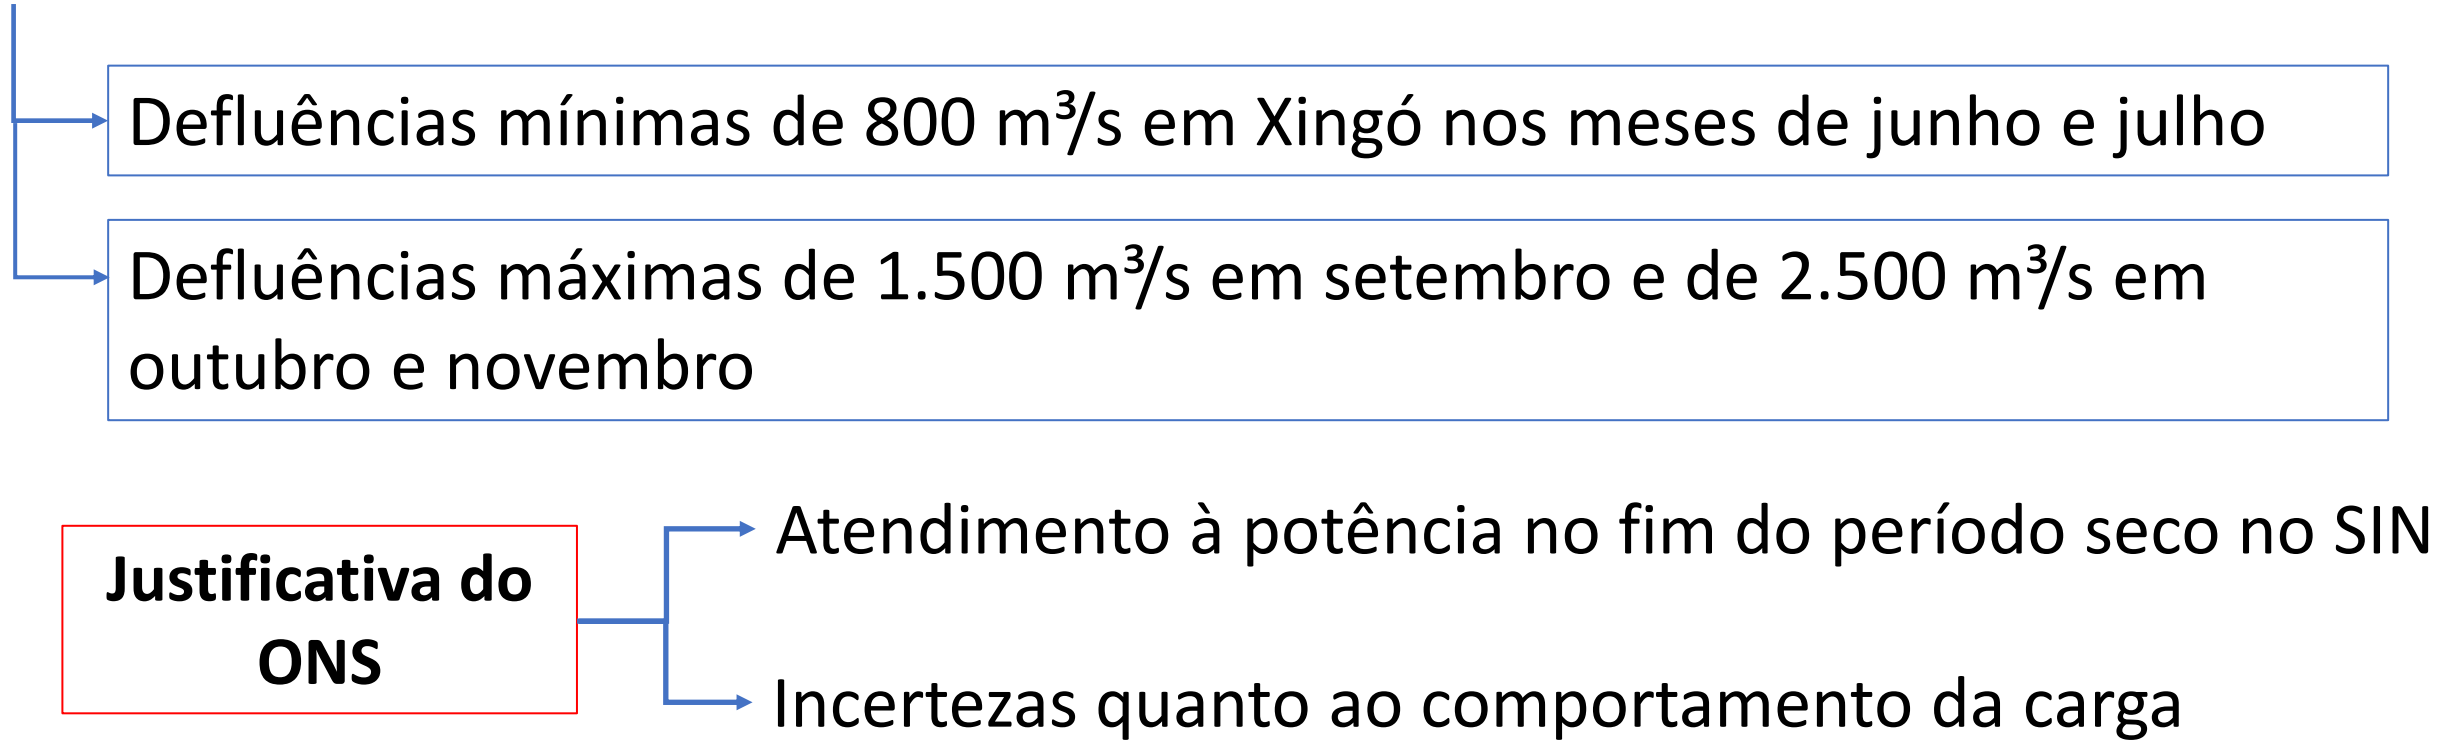 Defluências mínimas de 800 m³/s em Xingó nos meses de junho e julho
Defluências máximas de 1.500 m³/s em setembro e de 2.500 m³/s em
outubro e novembro
Justificativa do
ONS
Atendimento à potência no fim do período seco no SIN
Incertezas quanto ao comportamento da carga